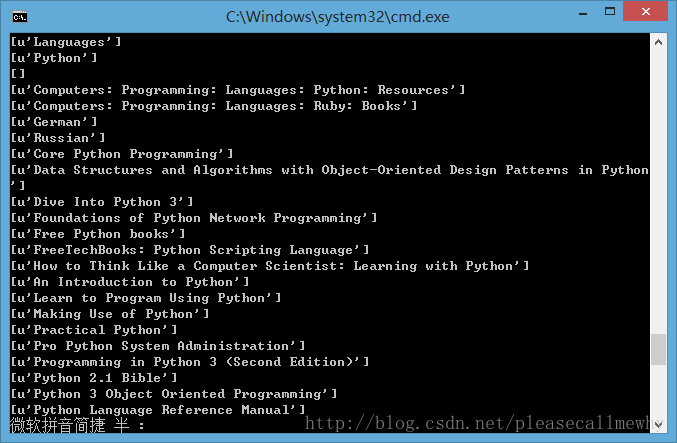 C:\Windows\system32\cmd.exe
[u'Languages']
[u'Python']
[]
[u'Computers: Programming: Languages: Python: Resources']
[u'Computers: Programming: Languages: Ruby: Books']
[u'German']
[u'Russian']
[u'Core Python Programming']
[u'Data Structures and Algorithms with Object-Oriented Design Patterns in Python
']
[u'Dive Into Python 3']
[u'Foundations of Python Network Programming']
[u'Free Python books']
[u'FreeTechBooks: Python Scripting Language']
[u'How to Think Like a Computer Scientist: Learning with Python']
[u'An Introduction to Python']
[u'Learn to Program Using Python']
[u'Making Use of Python']
[u'Practical Python']
[u'Pro Python System Administration']
[u'Programming in Python 3 (Second Edition)']
[u'Python 2.1 Bible']
[u'Python 3 Object Oriented Programming']
[u'Python Language Reference Manual']
微软拼音简捷 半 :
http://blog.csdn.net/pleasecallmewh